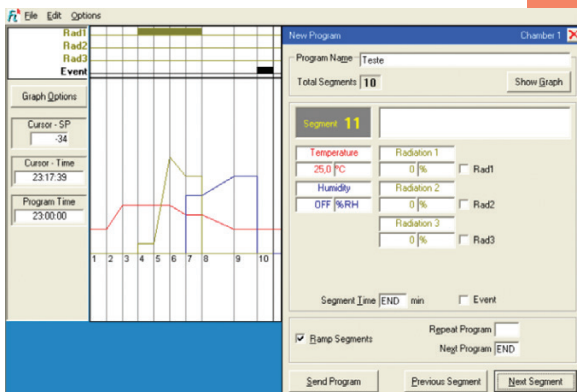 File Edit Options
Rad1
Rad2
Rad3
Event
Graph Options
Cursor - SP
-34
Cursor - Time
23:17:39
Program Time
23:00:00
1 2 3 4 5 6 7 8 9 10
New Program Chamber 1
Program Name Teste
Total Segments 10 Show Graph
Segment 11
Temperature Radiation 1
25,0 °C 0 % Rad1
Humidity Radiation 2
OFF %RH 0 % Rad2
Radiation 3
0 % Rad3
Segment Time END min Event
Ramp Segments
Repeat Program
Next Program END
Send Program Previous Segment Next Segment